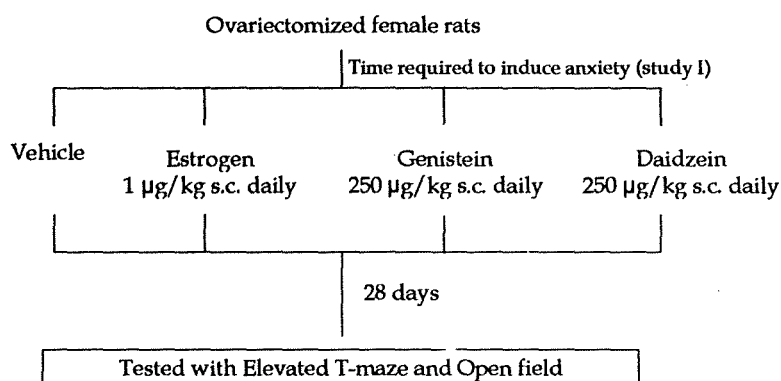 Ovariectomized female rats
Time required to induce anxiety (study I)
Vehicle
Estrogen
1 µg/kg s.c. daily
Genistein
250 µg/kg s.c. daily
Daidzein
250 µg/kg s.c. daily
28 days
Tested with Elevated T-maze and Open field